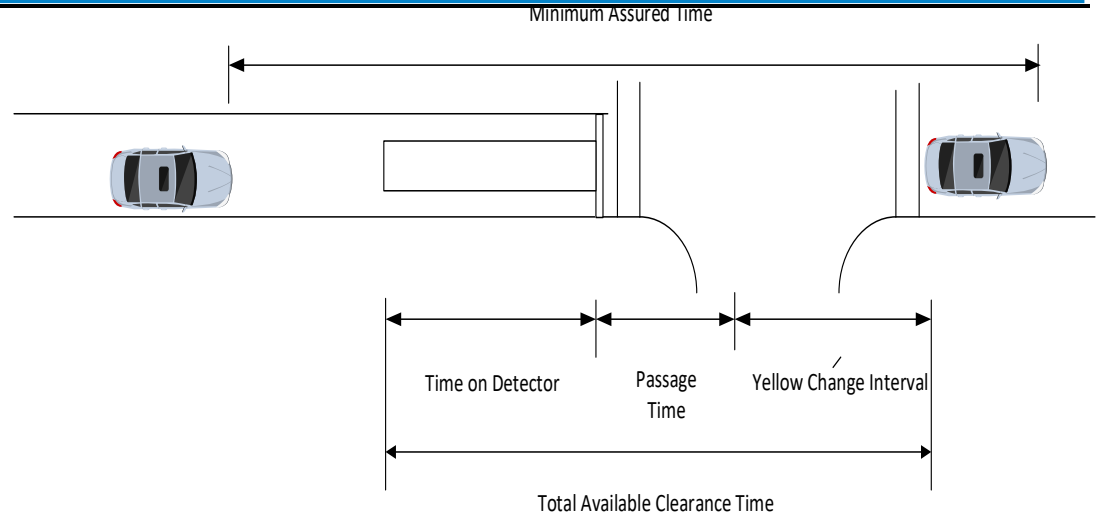 Minimum Assured Time
Time on Detector
Passage
Time
Yellow Change Interval
Total Available Clearance Time